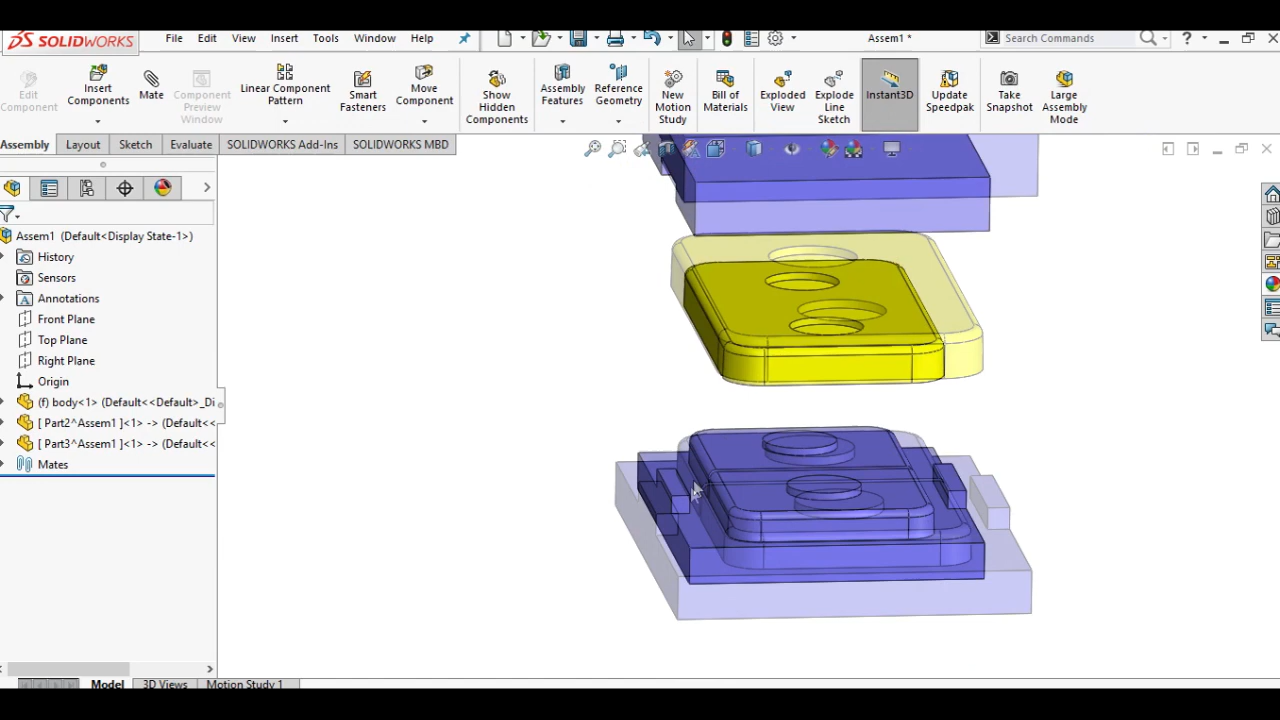 SOLIDWORKS File Edit View Insert Tools Window Help Assem1 * Search Commands ?
Edit Component
Insert Components
Mate
Component Preview Window
Linear Component Pattern
Smart Fasteners
Move Component
Show Hidden Components
Assembly Features
Reference Geometry
New Motion Study
Bill of Materials
Exploded View
Explode Line Sketch
Instant3D
Update Speedpak
Take Snapshot
Large Assembly Mode
Assembly Layout Sketch Evaluate SOLIDWORKS Add-Ins SOLIDWORKS MBD
Assem1 (Default<Display State-1>)
History
Sensors
Annotations
Front Plane
Top Plane
Right Plane
Origin
(f) body<1> (Default<<Default>_Di
[ Part2^Assem1 ]<1> -> (Default<<
[ Part3^Assem1 ]<1> -> (Default<<
Mates
Model 3D Views Motion Study 1